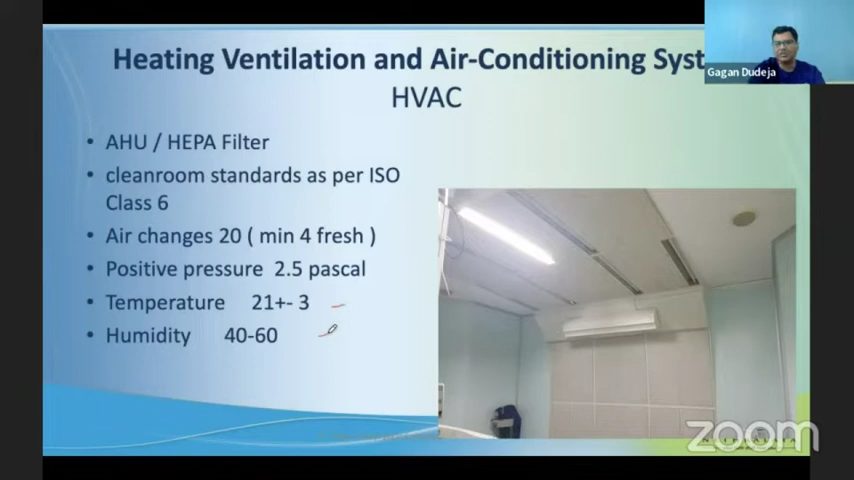 Heating Ventilation and Air-Conditioning Syst
HVAC
Gagan Dudeja
• AHU / HEPA Filter
• cleanroom standards as per ISO
Class 6
• Air changes 20 ( min 4 fresh )
• Positive pressure 2.5 pascal
• Temperature 21+- 3
• Humidity 40-60
zoom